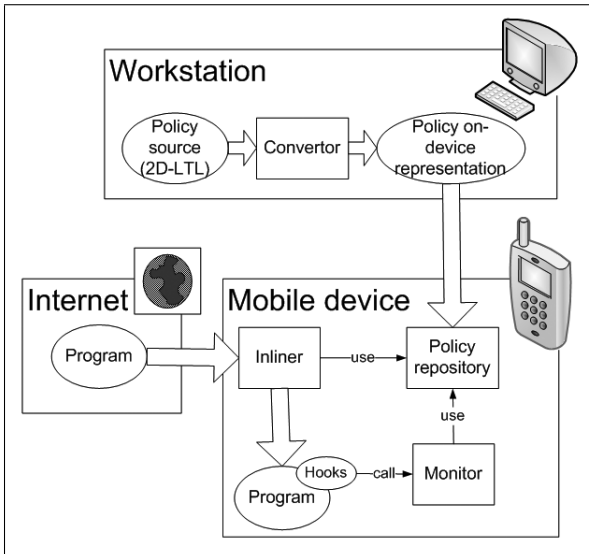 Workstation
Policy
source
(2D-LTL)
Convertor
Policy on-
device
representation
Internet
Mobile device
Program
Inliner
use
Policy
repository
use
Hooks
call
Monitor
Program